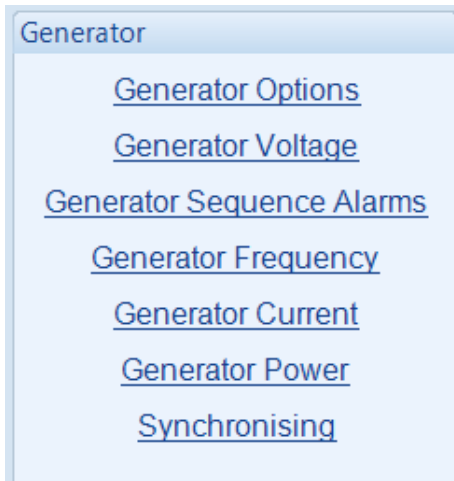 Generator
Generator Options
Generator Voltage
Generator Sequence Alarms
Generator Frequency
Generator Current
Generator Power
Synchronising